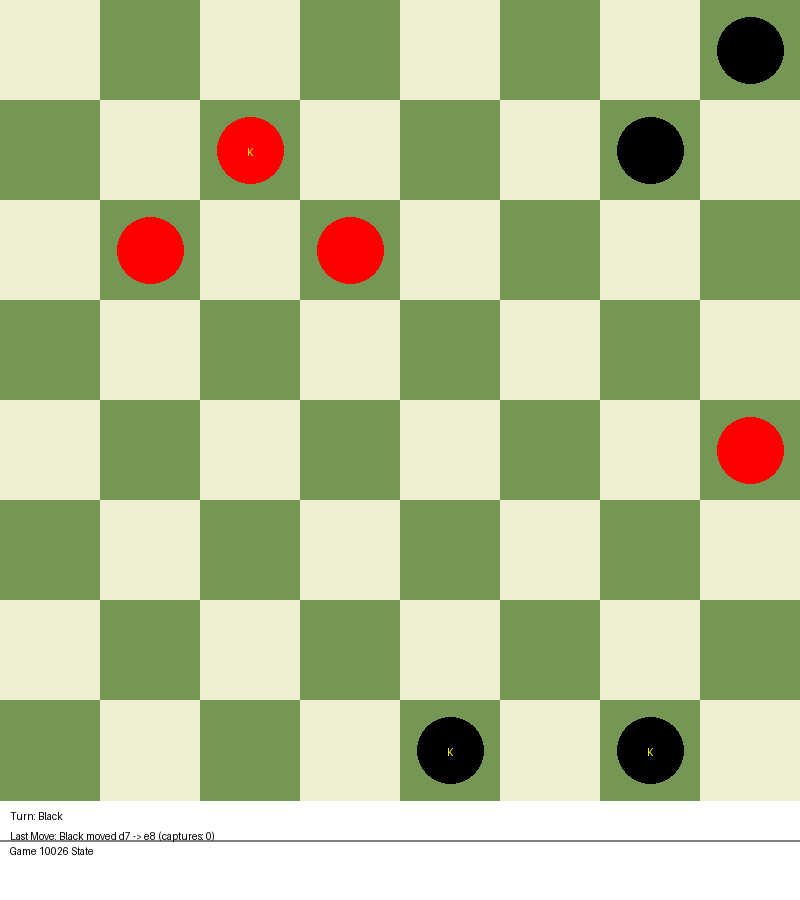 K
K
K
Turn: Black
Last Move: Black moved d7 -> e8 (captures: 0)
Game 10026 State